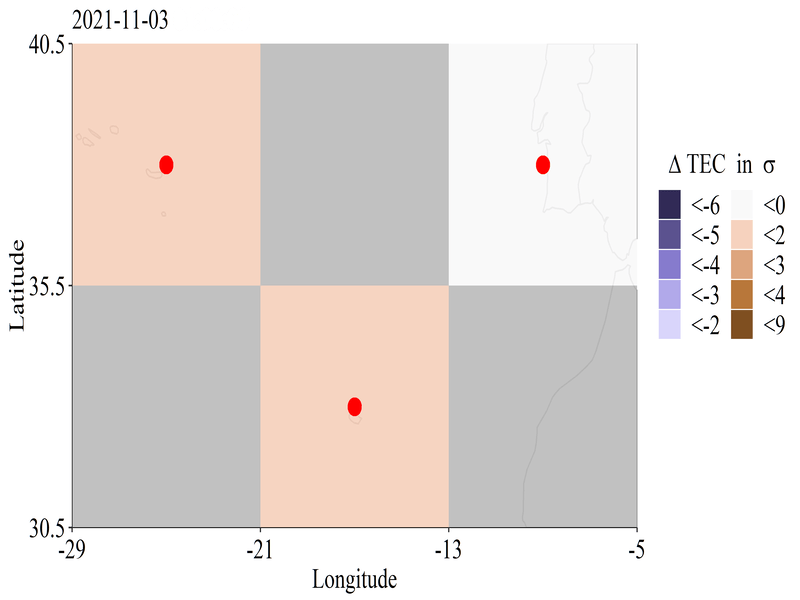 2021-11-03
40.5
35.5
30.5
Latitude
-29 -21 -13 -5
Longitude
Δ TEC in σ
<-6 <0
<-5 <2
<-4 <3
<-3 <4
<-2 <9